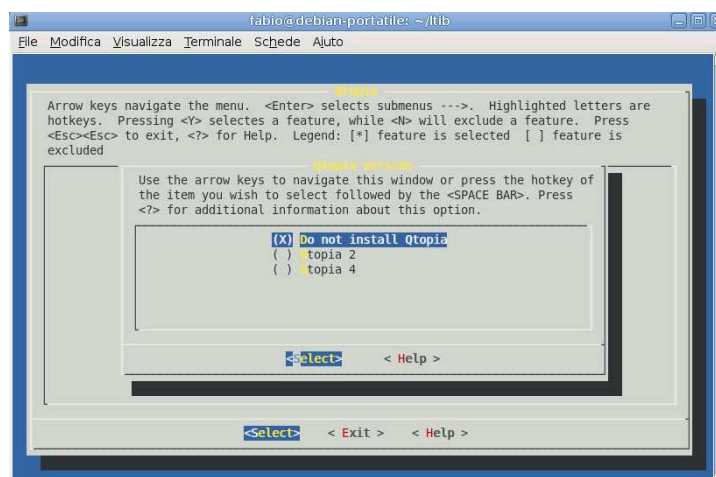 fabio@debian-portatile: ~/ltib
File Modifica Visualizza Terminale Schede Aiuto
Qtopia
Arrow keys navigate the menu. <Enter> selects submenus --->. Highlighted letters are
hotkeys. Pressing <Y> selectes a feature, while <N> will exclude a feature. Press
<Esc><Esc> to exit, <?> for Help. Legend: [*] feature is selected [ ] feature is
excluded
Qtopia version
Use the arrow keys to navigate this window or press the hotkey of
the item you wish to select followed by the <SPACE BAR>. Press
<?> for additional information about this option.
(X) Do not install Qtopia
( ) Qtopia 2
( ) Qtopia 4
<Select> < Help >
<Select> < Exit > < Help >